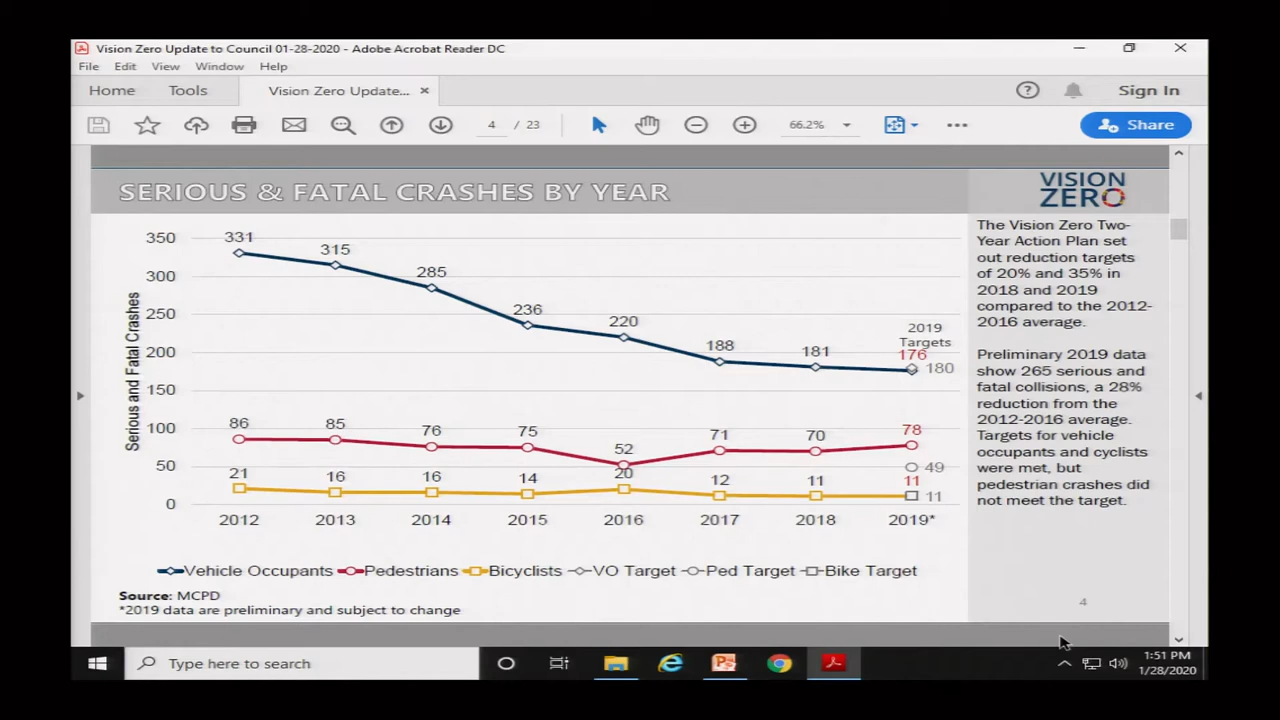 Vision Zero Update to Council 01-28-2020 - Adobe Acrobat Reader DC
File Edit View Window Help
Home Tools Vision Zero Update... × Sign In
4 / 23 66.2% Share
SERIOUS & FATAL CRASHES BY YEAR
VISION
ZERO
Serious and Fatal Crashes
350
300
250
200
150
100
50
0
331 315 285 236 220 188 181 176
2019
Targets
180
86 85 76 75 52 71 70 78
49
21 16 16 14 20 12 11 11
11
2012 2013 2014 2015 2016 2017 2018 2019*
Vehicle Occupants Pedestrians Bicyclists VO Target Ped Target Bike Target
Source: MCPD
*2019 data are preliminary and subject to change
The Vision Zero Two-
Year Action Plan set
out reduction targets
of 20% and 35% in
2018 and 2019
compared to the 2012-
2016 average.
Preliminary 2019 data
show 265 serious and
fatal collisions, a 28%
reduction from the
2012-2016 average.
Targets for vehicle
occupants and cyclists
were met, but
pedestrian crashes did
not meet the target.
4
Type here to search
1:51 PM
1/28/2020